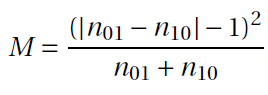 M = (|n₀₁ − n₁₀| − 1)² / n₀₁ + n₁₀